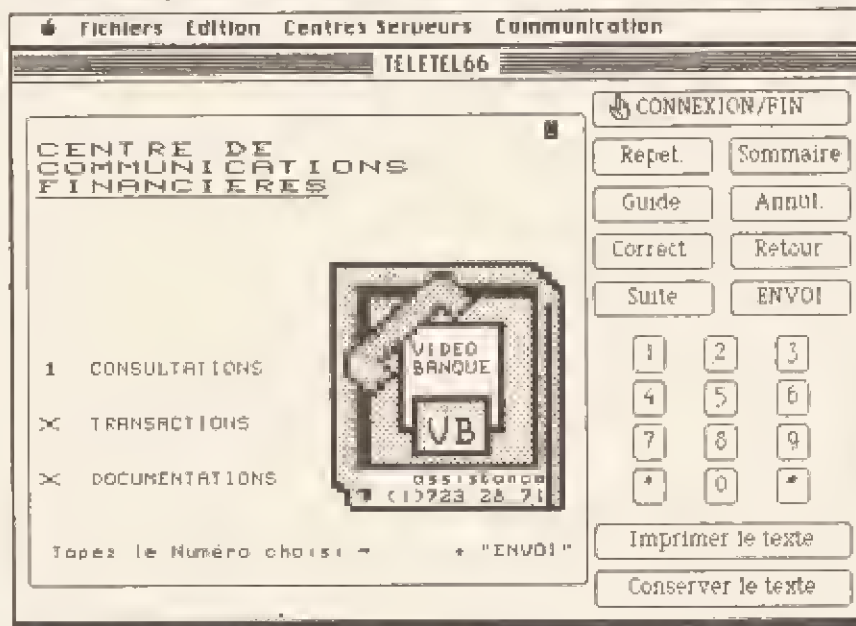 Fichiers Edition Centres Serveurs Communication
TELETEL66
CENTRE DE
COMMUNICATIONS
FINANCIERES
1 CONSULTATIONS
TRANSACTIONS
DOCUMENTATIONS
VIDEO
BANQUE
VB
assistance
(1)723 28 71
Tapez le Numéro choisi → + "ENVOI"
CONNEXION/FIN
Repet. Sommaire
Guide Annul.
Correct Retour
Suite ENVOI
1 2 3
4 5 6
7 8 9
* 0 #
Imprimer le texte
Conserver le texte